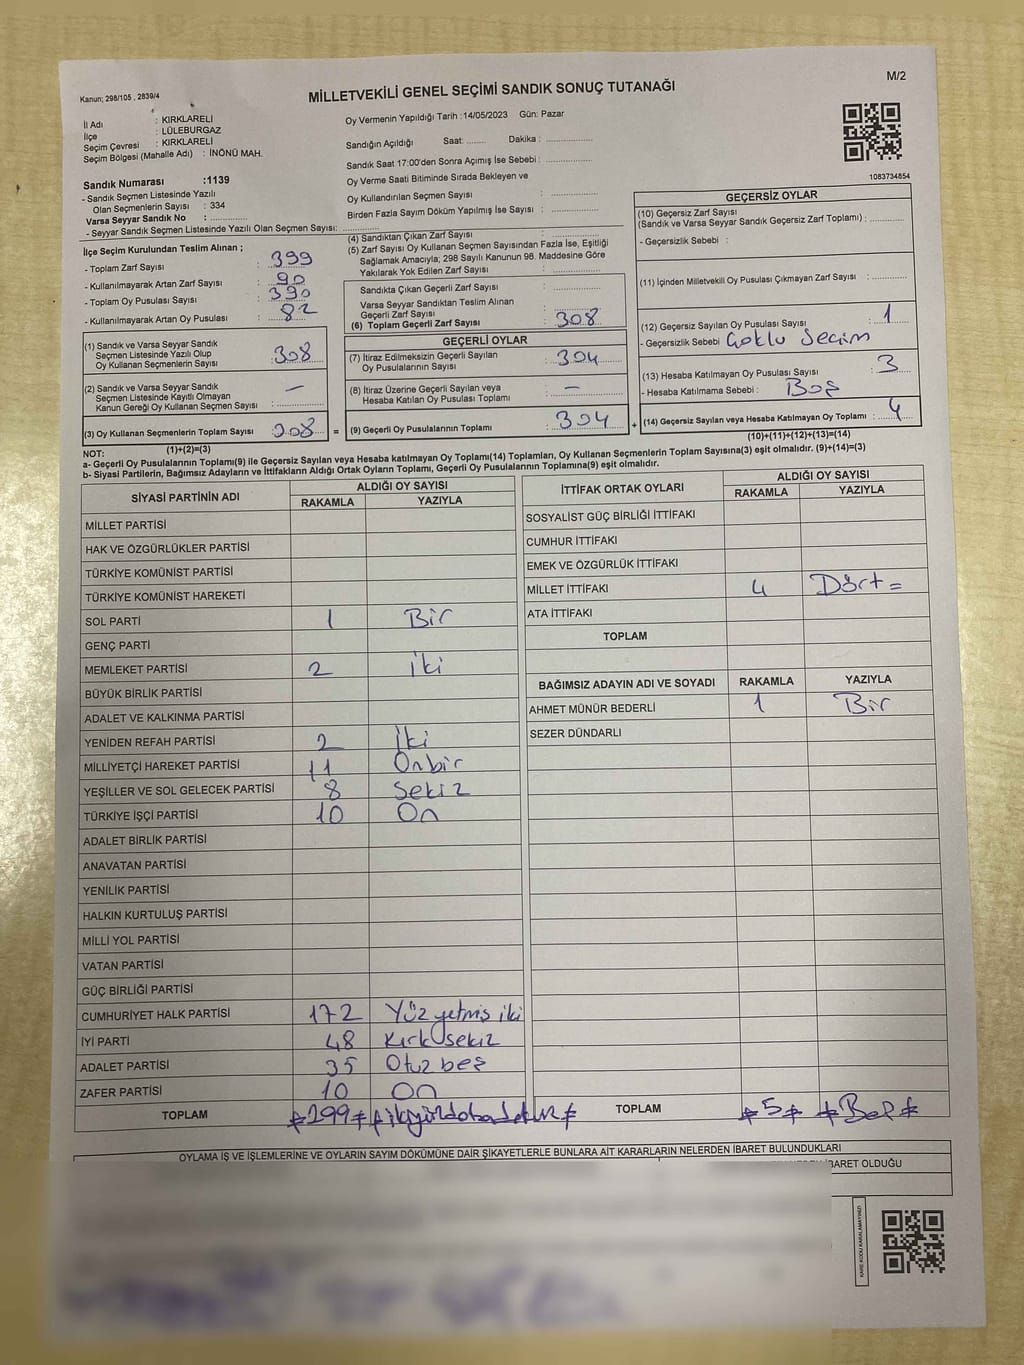 Kanun; 298/105 , 2839/4
MİLLETVEKİLİ GENEL SEÇİMİ SANDIK SONUÇ TUTANAĞI
M/2
İl Adı : KIRKLARELİ
İlçe : LÜLEBURGAZ
Seçim Çevresi : KIRKLARELİ
Seçim Bölgesi (Mahalle Adı) : İNÖNÜ MAH.
Sandık Numarası :1139
- Sandık Seçmen Listesinde Yazılı
Olan Seçmenlerin Sayısı : 334
Varsa Seyyar Sandık No : ..............
- Seyyar Sandık Seçmen Listesinde Yazılı Olan Seçmen Sayısı: ..............
Oy Vermenin Yapıldığı Tarih :14/05/2023 Gün: Pazar
Sandığın Açıldığı Saat: ........ Dakika : ..............
Sandık Saat 17:00'den Sonra Açımış İse Sebebi : ..............
Oy Verme Saati Bitiminde Sırada Bekleyen ve
Oy Kullandırılan Seçmen Sayısı : ..............
Birden Fazla Sayım Döküm Yapılmış İse Sayısı : ..............
1083734854
İlçe Seçim Kurulundan Teslim Alınan ;
- Toplam Zarf Sayısı : 399
- Kullanılmayarak Artan Zarf Sayısı : 90
- Toplam Oy Pusulası Sayısı : 390
- Kullanılmayarak Artan Oy Pusulası : 82
(1) Sandık ve Varsa Seyyar Sandık
Seçmen Listesinde Yazılı Olup
Oy Kullanan Seçmenlerin Sayısı : 308
(2) Sandık ve Varsa Seyyar Sandık
Seçmen Listesinde Kayıtlı Olmayan
Kanun Gereği Oy Kullanan Seçmen Sayısı : —
(3) Oy Kullanan Seçmenlerin Toplam Sayısı : 308 =
(1)+(2)=(3)
(4) Sandıktan Çıkan Zarf Sayısı : ..............
(5) Zarf Sayısı Oy Kullanan Seçmen Sayısından Fazla İse, Eşitliği
Sağlamak Amacıyla; 298 Sayılı Kanunun 98. Maddesine Göre
Yakılarak Yok Edilen Zarf Sayısı : ..............
Sandıkta Çıkan Geçerli Zarf Sayısı : ..............
Varsa Seyyar Sandıktan Teslim Alınan
Geçerli Zarf Sayısı : ..............
(6) Toplam Geçerli Zarf Sayısı : 308
GEÇERLİ OYLAR
(7) İtiraz Edilmeksizin Geçerli Sayılan
Oy Pusulalarının Sayısı : 304
(8) İtiraz Üzerine Geçerli Sayılan veya
Hesaba Katılan Oy Pusulası Toplamı : —
(9) Geçerli Oy Pusulalarının Toplamı : 304 +
GEÇERSİZ OYLAR
(10) Geçersiz Zarf Sayısı
(Sandık ve Varsa Seyyar Sandık Geçersiz Zarf Toplamı) : ..............
- Geçersizlik Sebebi :
(11) İçinden Milletvekili Oy Pusulası Çıkmayan Zarf Sayısı : ..............
(12) Geçersiz Sayılan Oy Pusulası Sayısı : 1
- Geçersizlik Sebebi Çoklu Seçim
(13) Hesaba Katılmayan Oy Pusulası Sayısı : 3
- Hesaba Katılmama Sebebi : Boş
(14) Geçersiz Sayılan veya Hesaba Katılmayan Oy Toplamı : 4
(10)+(11)+(12)+(13)=(14)
NOT:
a- Geçerli Oy Pusulalarının Toplamı(9) ile Geçersiz Sayılan veya Hesaba katılmayan Oy Toplamı(14) Toplamları, Oy Kullanan Seçmenlerin Toplam Sayısına(3) eşit olmalıdır. (9)+(14)=(3)
b- Siyasi Partilerin, Bağımsız Adayların ve İttifakların Aldığı Ortak Oyların Toplamı, Geçerli Oy Pusulalarının Toplamına(9) eşit olmalıdır.
SİYASİ PARTİNİN ADI ALDIĞI OY SAYISI
RAKAMLA YAZIYLA
MİLLET PARTİSİ
HAK VE ÖZGÜRLÜKLER PARTİSİ
TÜRKİYE KOMÜNİST PARTİSİ
TÜRKİYE KOMÜNİST HAREKETİ
SOL PARTİ 1 Bir
GENÇ PARTİ
MEMLEKET PARTİSİ 2 iki
BÜYÜK BİRLİK PARTİSİ
ADALET VE KALKINMA PARTİSİ
YENİDEN REFAH PARTİSİ 2 İki
MİLLİYETÇİ HAREKET PARTİSİ 11 Onbir
YEŞİLLER VE SOL GELECEK PARTİSİ 8 Sekiz
TÜRKİYE İŞÇİ PARTİSİ 10 On
ADALET BİRLİK PARTİSİ
ANAVATAN PARTİSİ
YENİLİK PARTİSİ
HALKIN KURTULUŞ PARTİSİ
MİLLİ YOL PARTİSİ
VATAN PARTİSİ
GÜÇ BİRLİĞİ PARTİSİ
CUMHURİYET HALK PARTİSİ 172 Yüz yetmiş iki
İYİ PARTİ 48 Kırk sekiz
ADALET PARTİSİ 35 Otuz beş
ZAFER PARTİSİ 10 On
TOPLAM #299#
İTTİFAK ORTAK OYLARI ALDIĞI OY SAYISI
RAKAMLA YAZIYLA
SOSYALİST GÜÇ BİRLİĞİ İTTİFAKI
CUMHUR İTTİFAKI
EMEK VE ÖZGÜRLÜK İTTİFAKI
MİLLET İTTİFAKI 4 Dört =
ATA İTTİFAKI
TOPLAM
BAĞIMSIZ ADAYIN ADI VE SOYADI RAKAMLA YAZIYLA
AHMET MÜNÜR BEDERLİ 1 Bir
SEZER DÜNDARLI
TOPLAM #5# #Beş#
OYLAMA İŞ VE İŞLEMLERİNE VE OYLARIN SAYIM DÖKÜMÜNE DAİR ŞİKAYETLERLE BUNLARA AİT KARARLARIN NELERDEN İBARET BULUNDUKLARI
İBARET OLDUĞU
KARE KODU KARALAMAYINIZ!